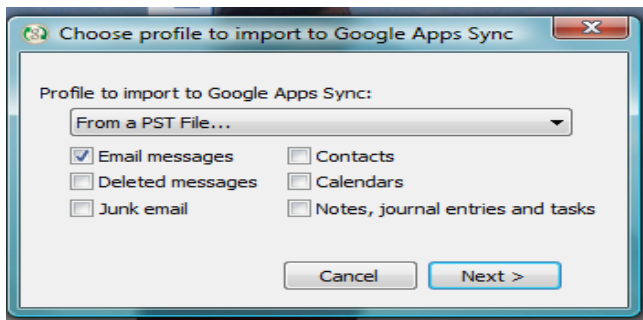 Choose profile to import to Google Apps Sync
Profile to import to Google Apps Sync:
From a PST File...
Email messages
Contacts
Deleted messages
Calendars
Junk email
Notes, journal entries and tasks
Cancel
Next >